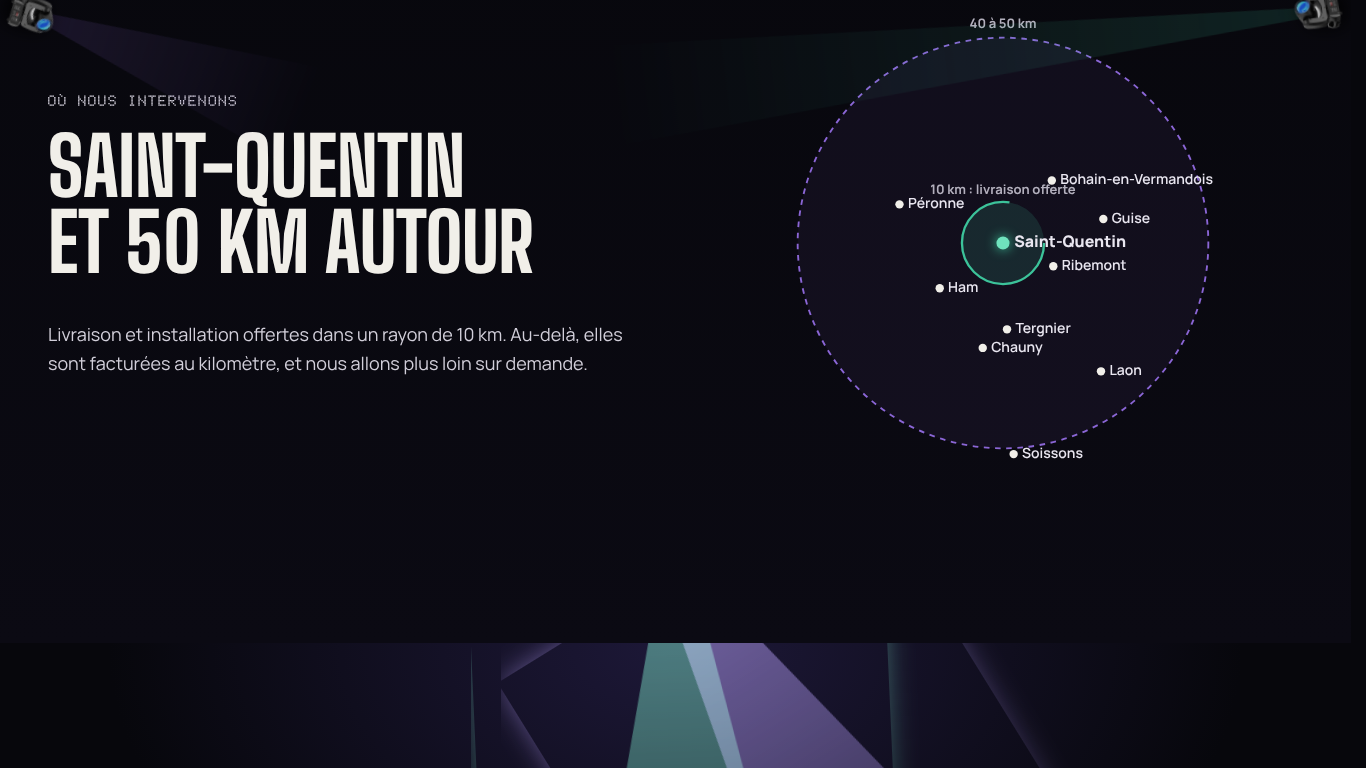 OÙ NOUS INTERVENONS
SAINT-QUENTIN
ET 50 KM AUTOUR
Livraison et installation offertes dans un rayon de 10 km. Au-delà, elles
sont facturées au kilomètre, et nous allons plus loin sur demande.
40 à 50 km
Bohain-en-Vermandois
10 km : livraison offerte
Péronne
Guise
Saint-Quentin
Ribemont
Ham
Tergnier
Chauny
Laon
Soissons